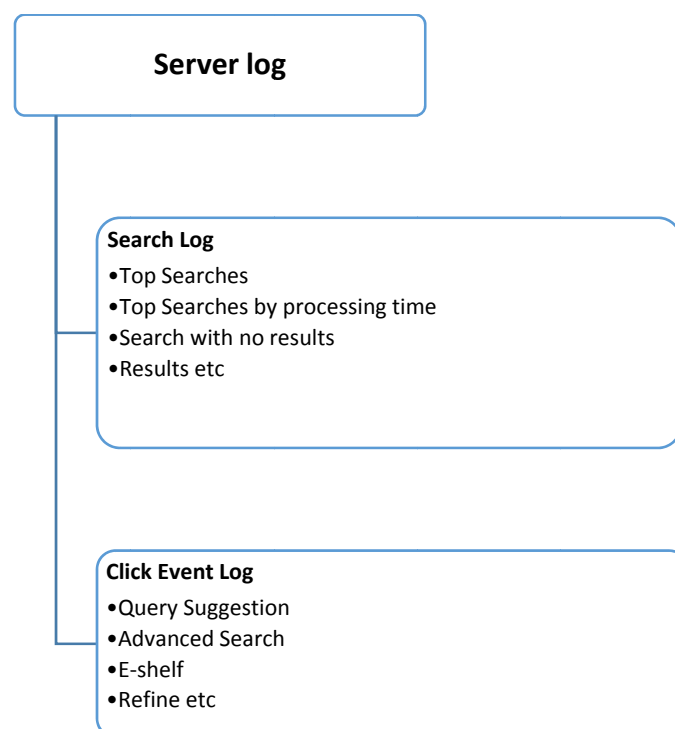 Server log
Search Log
•Top Searches
•Top Searches by processing time
•Search with no results
•Results etc
Click Event Log
•Query Suggestion
•Advanced Search
•E-shelf
•Refine etc